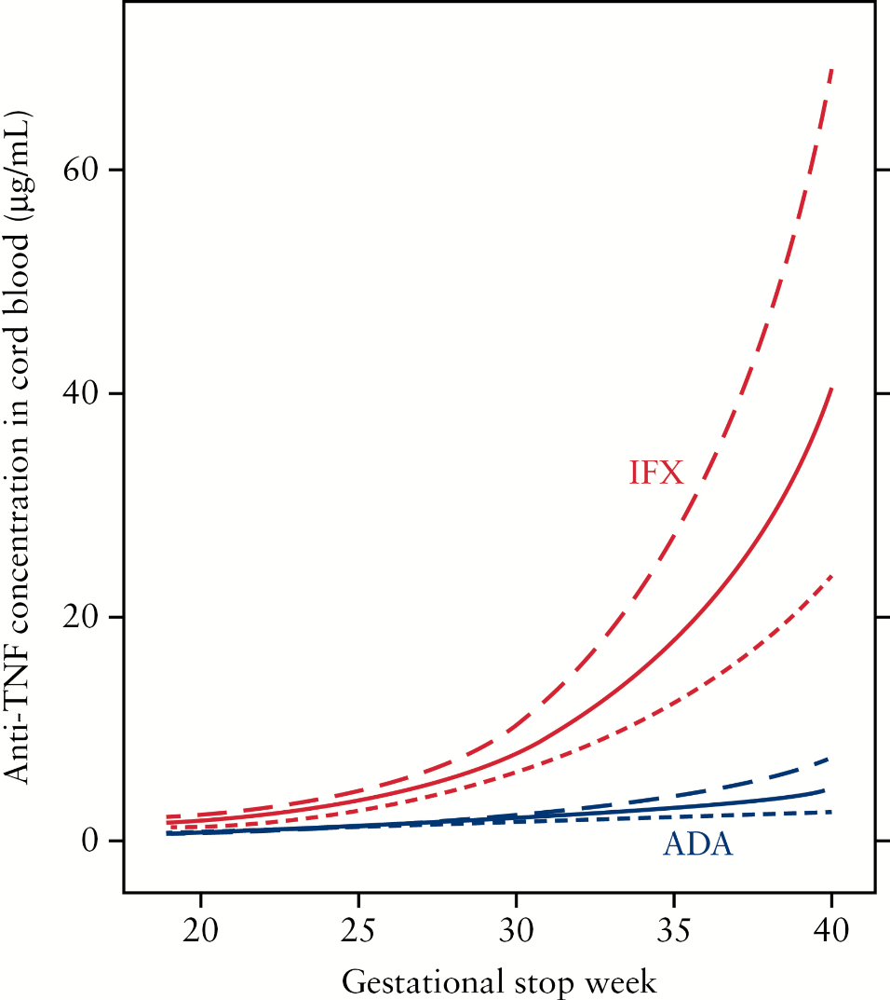 Anti-TNF concentration in cord blood (µg/mL)
60
40
20
0
IFX
ADA
20 25 30 35 40
Gestational stop week